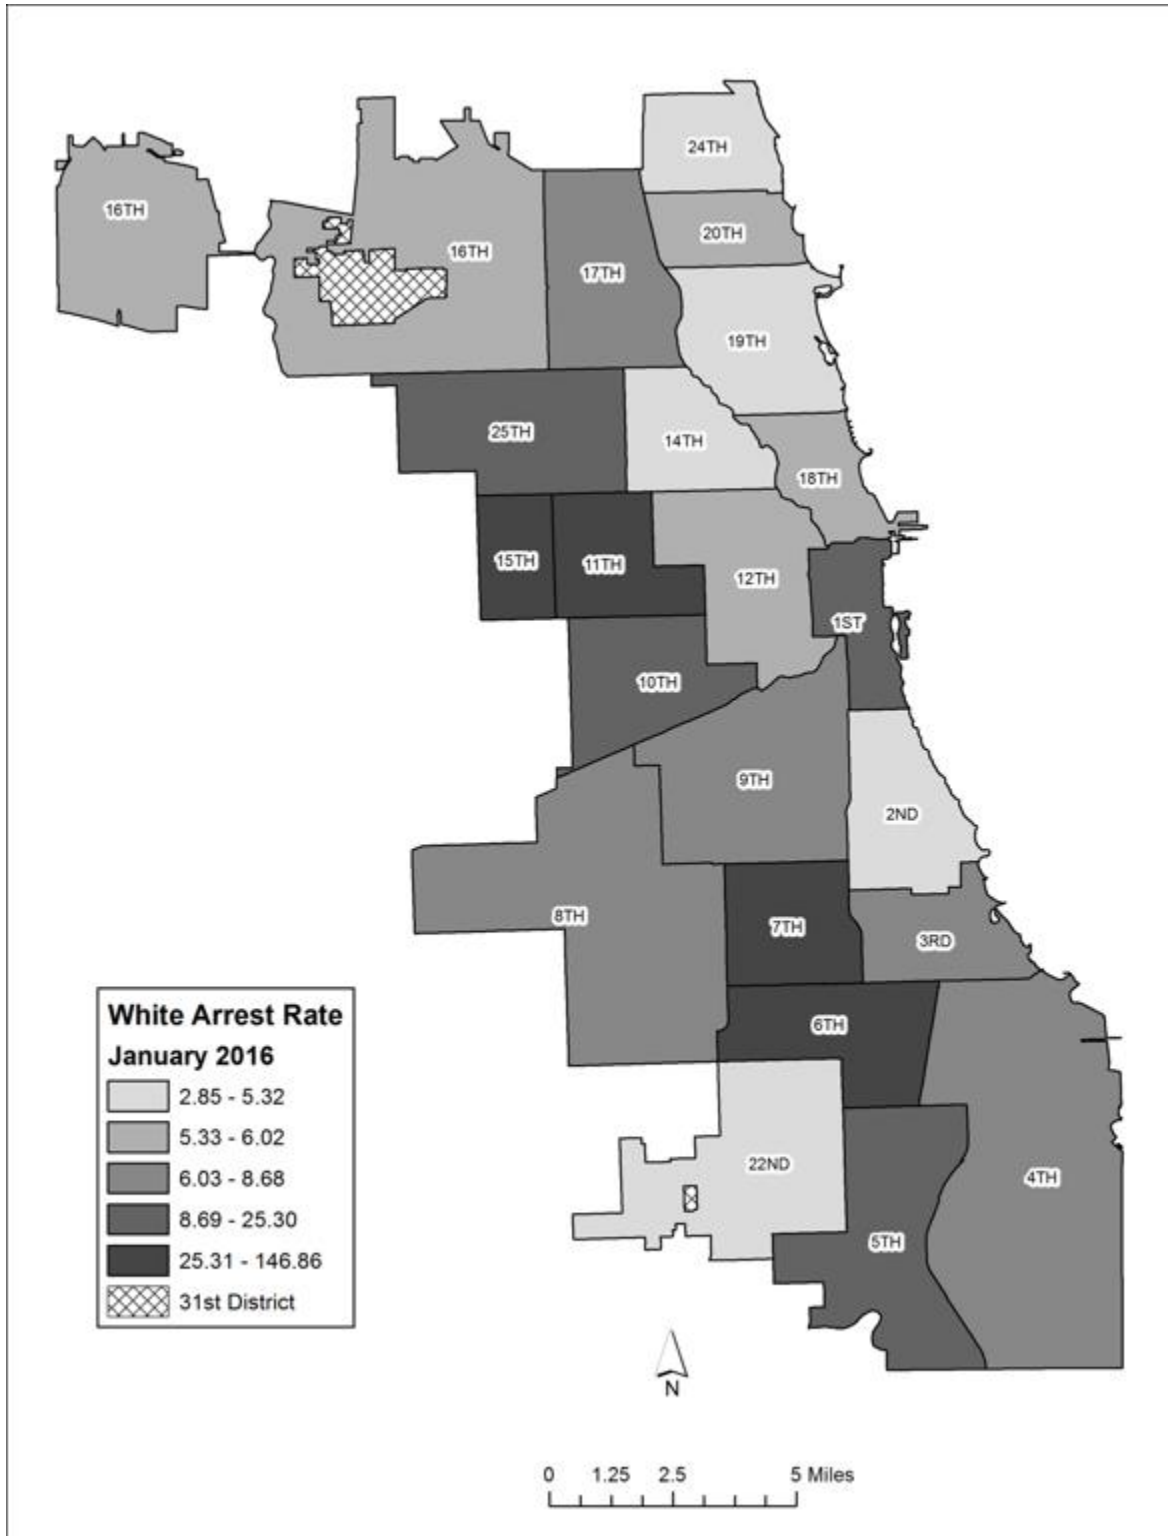 24TH
16TH
20TH
16TH
17TH
19TH
25TH
14TH
18TH
15TH
11TH
12TH
1ST
10TH
9TH
2ND
8TH
7TH
3RD
6TH
22ND
4TH
5TH
White Arrest Rate
January 2016
2.85 - 5.32
5.33 - 6.02
6.03 - 8.68
8.69 - 25.30
25.31 - 146.86
31st District
N
0 1.25 2.5 5 Miles